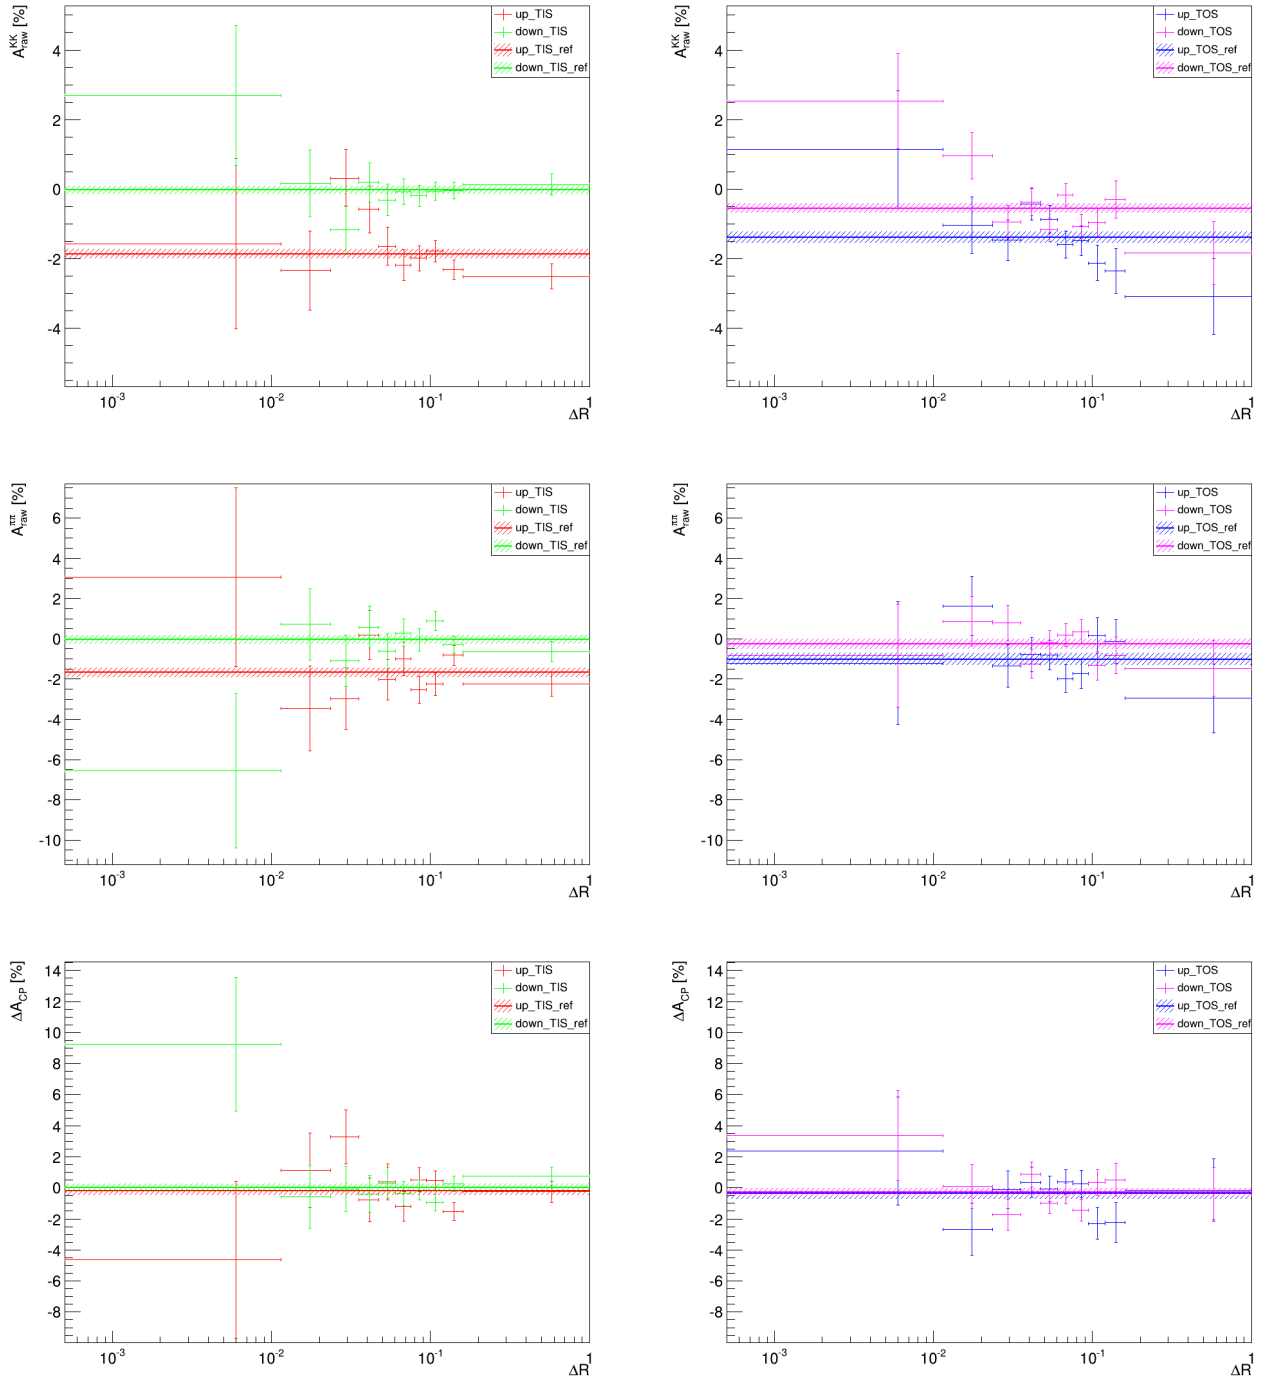 A_raw^KK [%]
up_TIS
down_TIS
up_TIS_ref
down_TIS_ref
4
2
0
-2
-4
10^-3
10^-2
10^-1
1
ΔR
A_raw^KK [%]
up_TOS
down_TOS
up_TOS_ref
down_TOS_ref
4
2
0
-2
-4
10^-3
10^-2
10^-1
1
ΔR
A_raw^ππ [%]
up_TIS
down_TIS
up_TIS_ref
down_TIS_ref
6
4
2
0
-2
-4
-6
-8
-10
10^-3
10^-2
10^-1
1
ΔR
A_raw^ππ [%]
up_TOS
down_TOS
up_TOS_ref
down_TOS_ref
6
4
2
0
-2
-4
-6
-8
-10
10^-3
10^-2
10^-1
1
ΔR
ΔA_CP [%]
up_TIS
down_TIS
up_TIS_ref
down_TIS_ref
14
12
10
8
6
4
2
0
-2
-4
-6
-8
10^-3
10^-2
10^-1
1
ΔR
ΔA_CP [%]
up_TOS
down_TOS
up_TOS_ref
down_TOS_ref
14
12
10
8
6
4
2
0
-2
-4
-6
-8
10^-3
10^-2
10^-1
1
ΔR